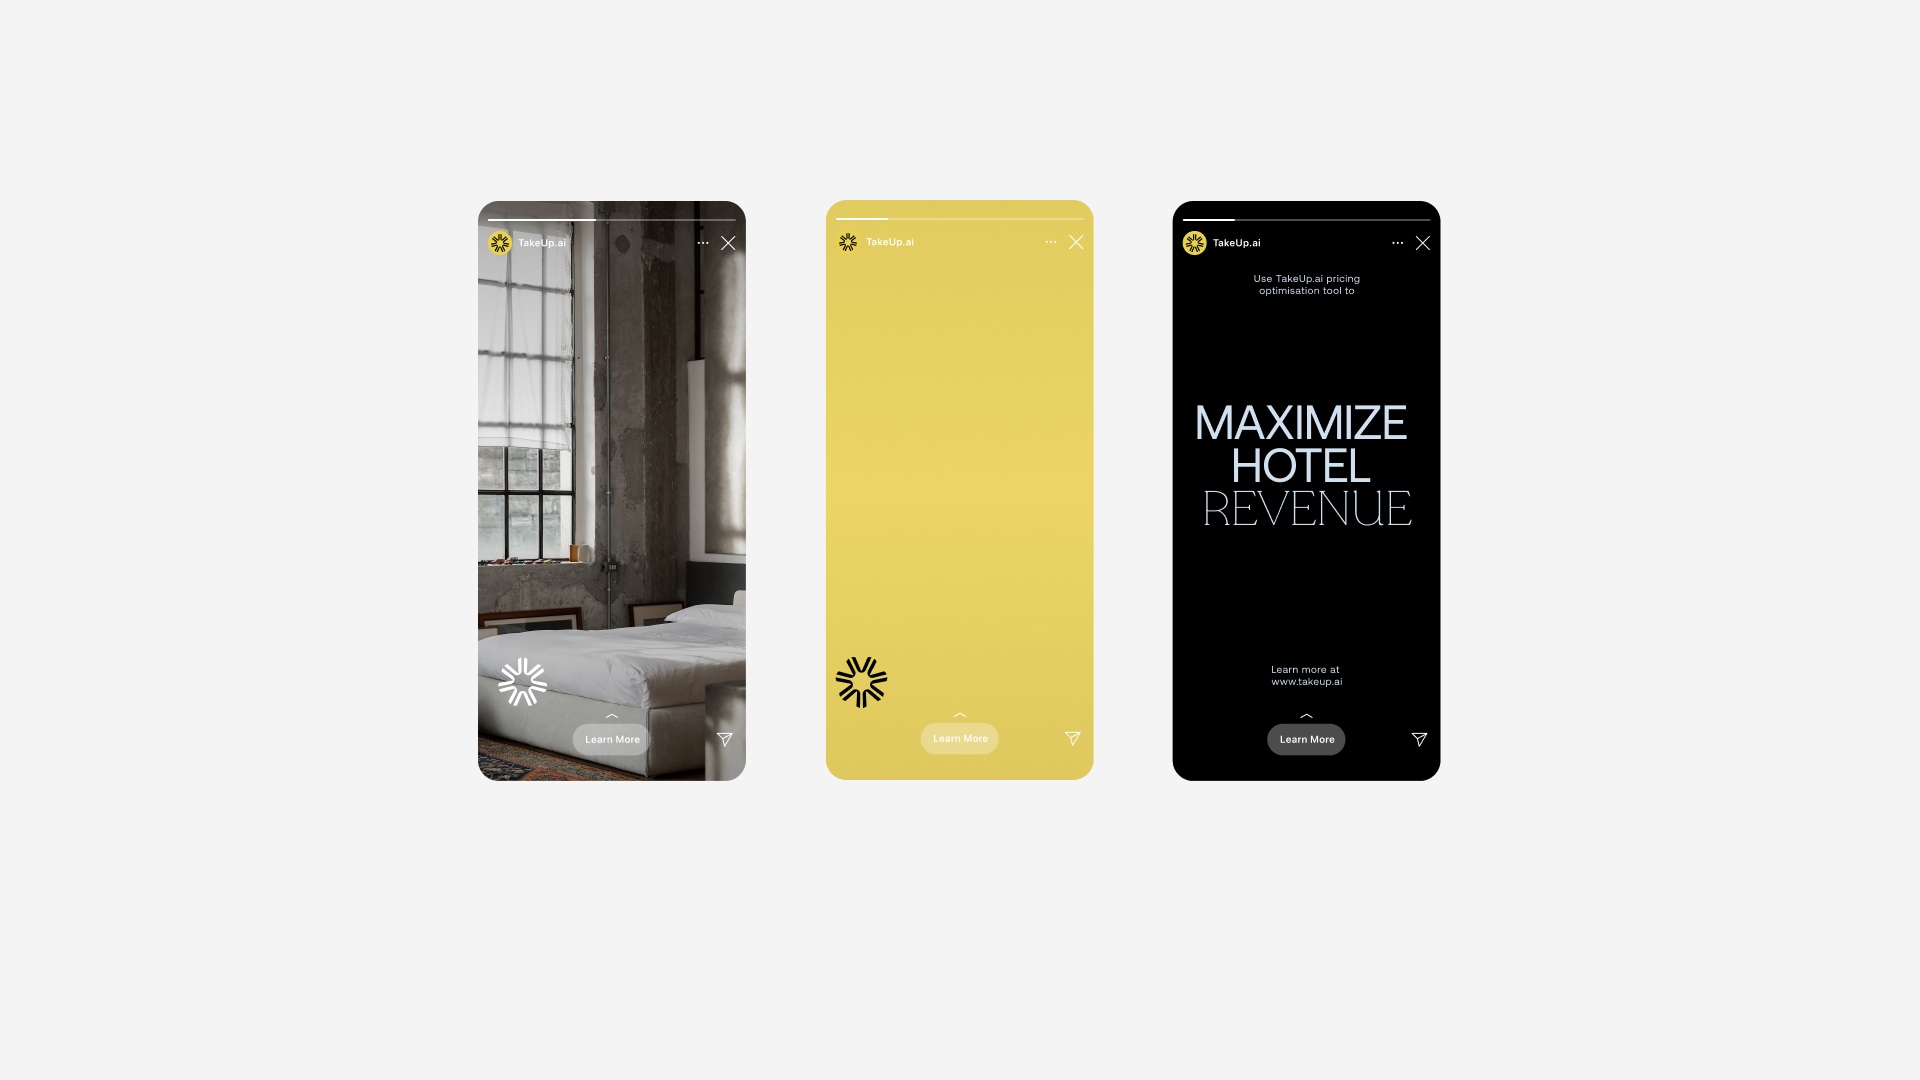 TakeUp.ai
Learn More
TakeUp.ai
Learn More
TakeUp.ai
Use TakeUp.ai pricing
optimisation tool to
MAXIMIZE
HOTEL
REVENUE
Learn more at
www.takeup.ai
Learn More